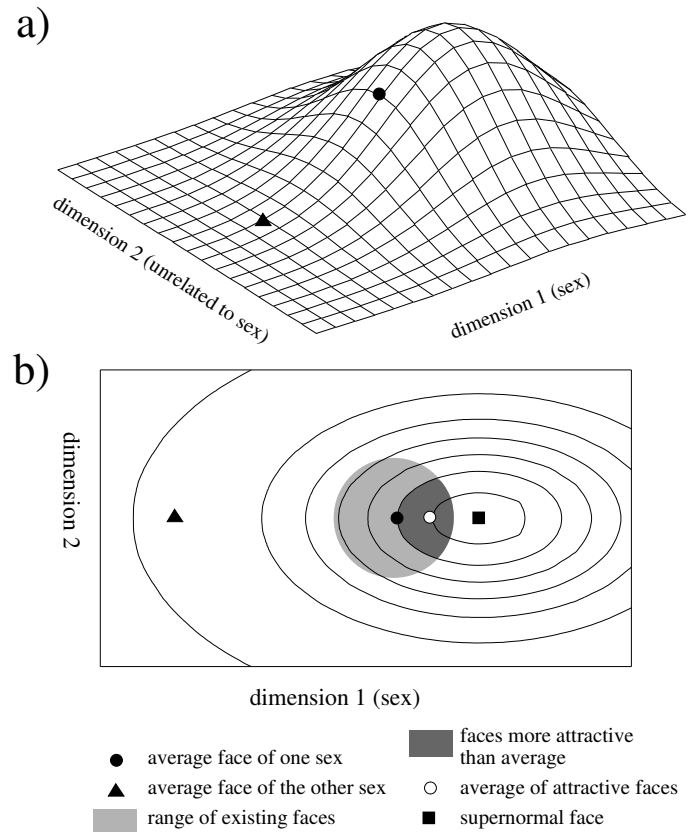 a)
dimension 2 (unrelated to sex)
dimension 1 (sex)
b)
dimension 2
dimension 1 (sex)
average face of one sex
average face of the other sex
range of existing faces
faces more attractive
than average
average of attractive faces
supernormal face